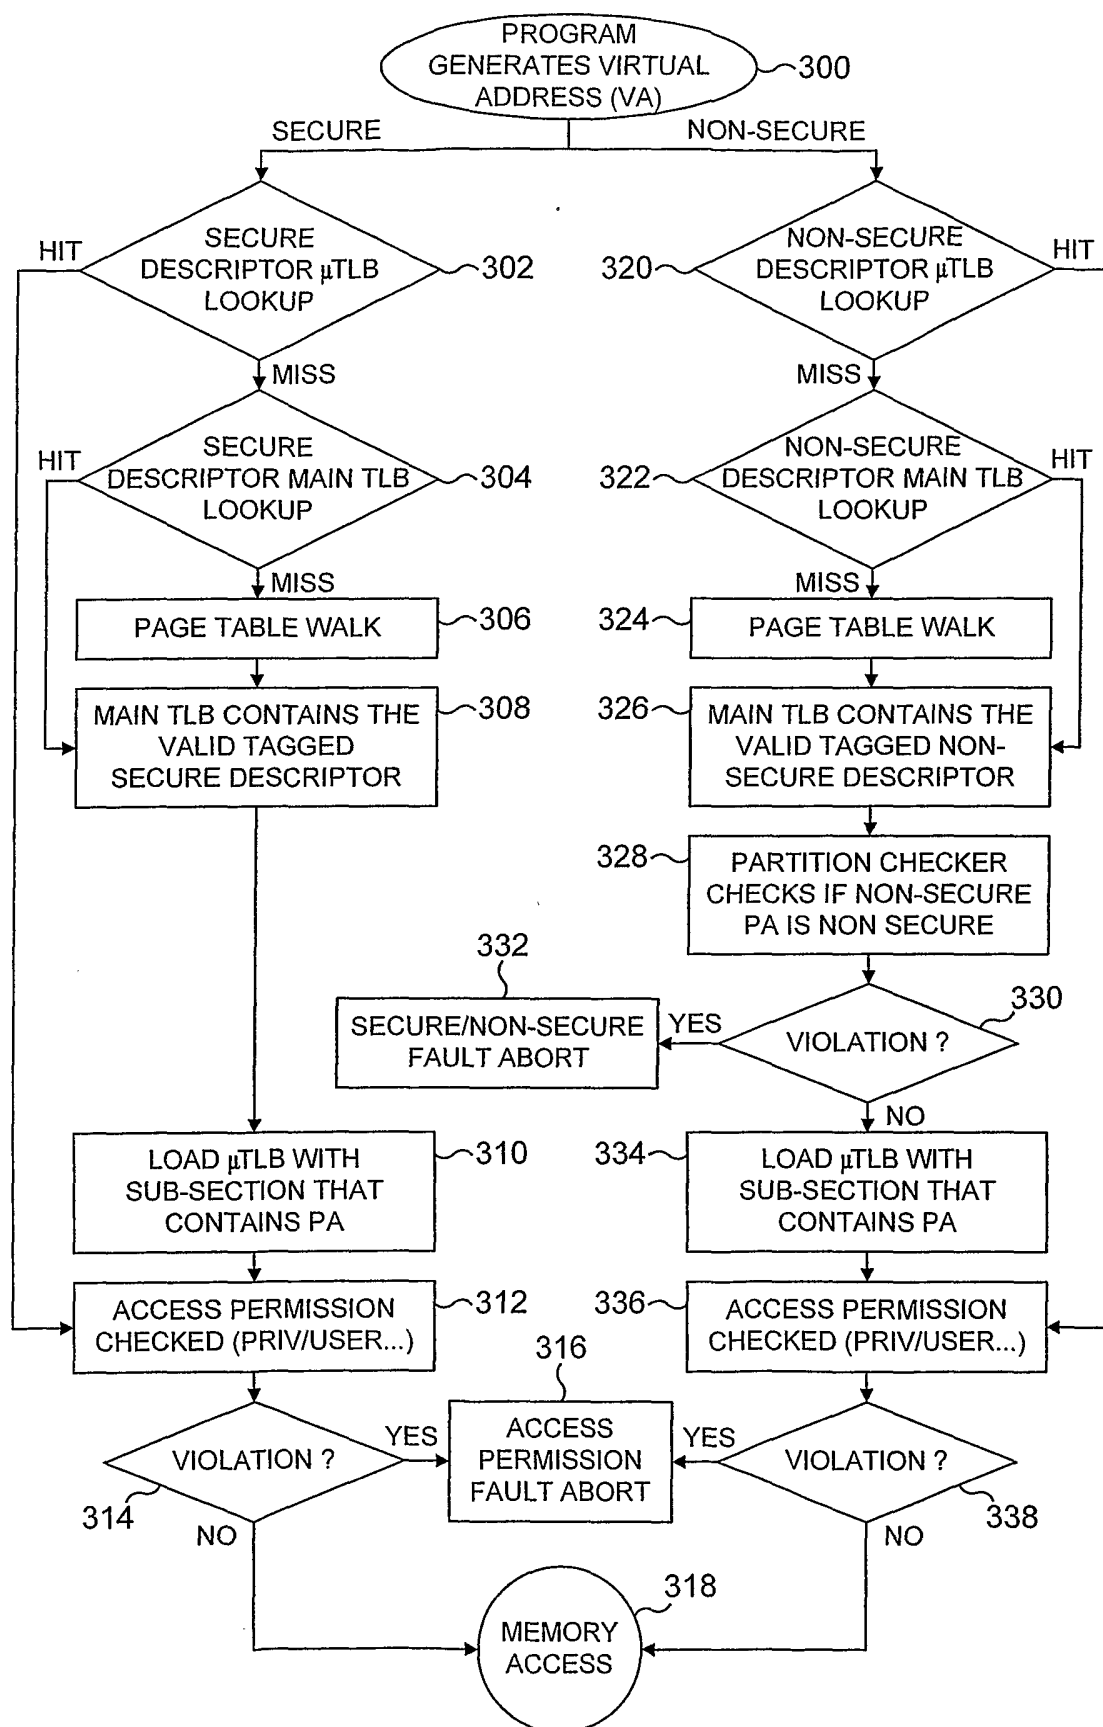 PROGRAM
GENERATES VIRTUAL
ADDRESS (VA)
300
SECURE
NON-SECURE
HIT
SECURE
DESCRIPTOR µTLB
LOOKUP
302
320
NON-SECURE
DESCRIPTOR µTLB
LOOKUP
HIT
MISS
MISS
HIT
SECURE
DESCRIPTOR MAIN TLB
LOOKUP
304
322
NON-SECURE
DESCRIPTOR MAIN TLB
LOOKUP
HIT
MISS
MISS
PAGE TABLE WALK
306
324
PAGE TABLE WALK
MAIN TLB CONTAINS THE
VALID TAGGED
SECURE DESCRIPTOR
308
326
MAIN TLB CONTAINS THE
VALID TAGGED NON-
SECURE DESCRIPTOR
328
PARTITION CHECKER
CHECKS IF NON-SECURE
PA IS NON SECURE
332
SECURE/NON-SECURE
FAULT ABORT
YES
VIOLATION ?
330
NO
LOAD µTLB WITH
SUB-SECTION THAT
CONTAINS PA
310
334
LOAD µTLB WITH
SUB-SECTION THAT
CONTAINS PA
ACCESS PERMISSION
CHECKED (PRIV/USER...)
312
336
ACCESS PERMISSION
CHECKED (PRIV/USER...)
316
VIOLATION ?
314
YES
ACCESS
PERMISSION
FAULT ABORT
YES
VIOLATION ?
338
NO
NO
318
MEMORY
ACCESS